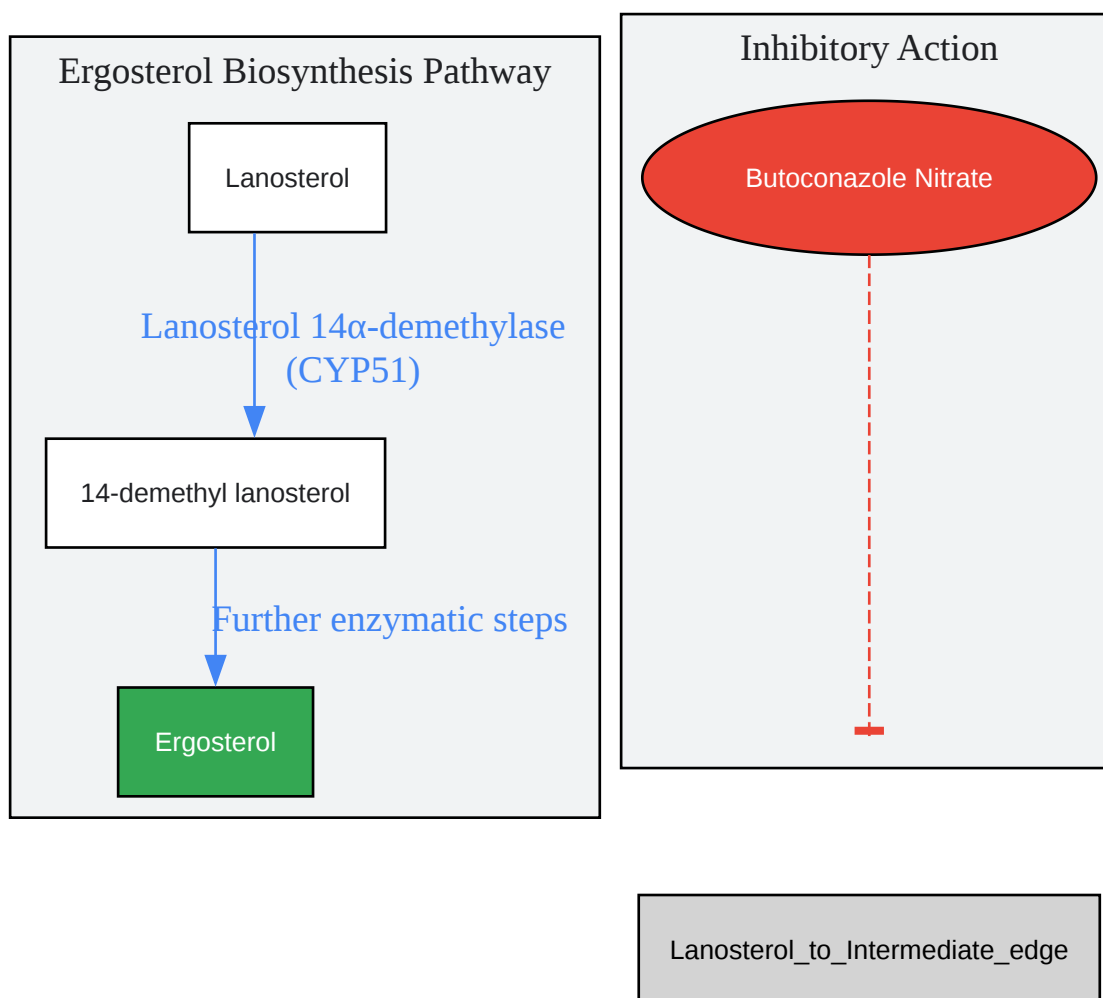 Ergosterol Biosynthesis Pathway
Lanosterol
Lanosterol 14α-demethylase
(CYP51)
14-demethyl lanosterol
Further enzymatic steps
Ergosterol
Inhibitory Action
Butoconazole Nitrate
Lanosterol_to_Intermediate_edge